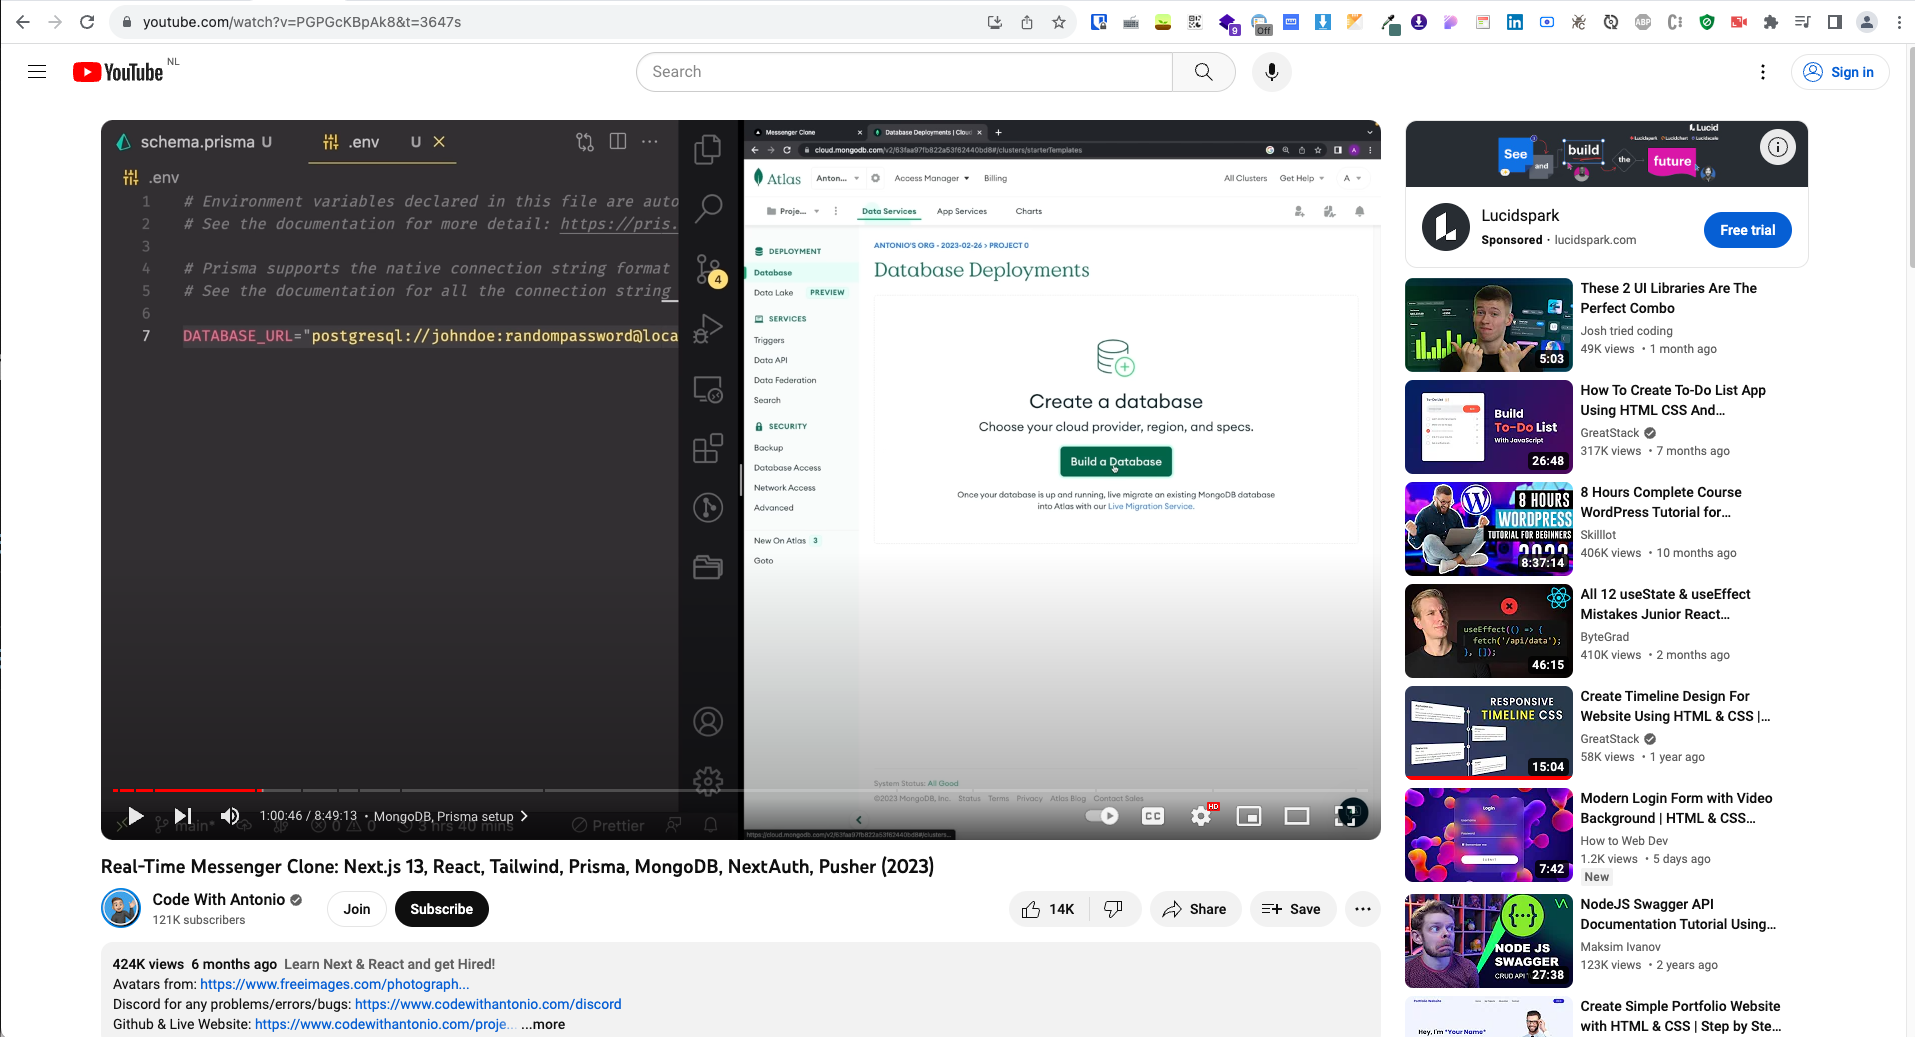 youtube.com/watch?v=PGPGcKBpAk8&t=3647s
9
Off
ABP
YouTube NL
Search
Sign in
schema.prisma U
.env U
.env
1 # Environment variables declared in this file are auto
2 # See the documentation for more detail: https://pris.
3
4 # Prisma supports the native connection string format
5 # See the documentation for all the connection string
6
7 DATABASE_URL="postgresql://johndoe:randompassword@loca
4
Messenger Clone
Database Deployments | Clou
cloud.mongodb.com/v2/63faa97fb822a53f62440bd8#/clusters/starterTemplates
Atlas
Anton...
Access Manager
Billing
All Clusters
Get Help
A
Proje...
Data Services
App Services
Charts
DEPLOYMENT
Database
Data Lake PREVIEW
SERVICES
Triggers
Data API
Data Federation
Search
SECURITY
Backup
Database Access
Network Access
Advanced
New On Atlas 3
Goto
ANTONIO'S ORG - 2023-02-26 > PROJECT 0
Database Deployments
Create a database
Choose your cloud provider, region, and specs.
Build a Database
Once your database is up and running, live migrate an existing MongoDB database
into Atlas with our Live Migration Service.
System Status: All Good
©2023 MongoDB, Inc. Status Terms Privacy Atlas Blog Contact Sales
1:00:46 / 8:49:13 • MongoDB, Prisma setup
main* 0 0 3 hrs 40 mins Prettier
CC
HD
Real-Time Messenger Clone: Next.js 13, React, Tailwind, Prisma, MongoDB, NextAuth, Pusher (2023)
Code With Antonio
121K subscribers
Join
Subscribe
14K
Share
Save
424K views 6 months ago Learn Next & React and get Hired!
Avatars from: https://www.freeimages.com/photograph...
Discord for any problems/errors/bugs: https://www.codewithantonio.com/discord
Github & Live Website: https://www.codewithantonio.com/proje... ...more
Lucid
See and build the future
Lucidspark
Sponsored · lucidspark.com
Free trial
5:03
These 2 UI Libraries Are The
Perfect Combo
Josh tried coding
49K views • 1 month ago
Build
To-Do List
With JavaScript
26:48
How To Create To-Do List App
Using HTML CSS And...
GreatStack
317K views • 7 months ago
8 HOURS
WORDPRESS
TUTORIAL FOR BEGINNERS
2023
8:37:14
8 Hours Complete Course
WordPress Tutorial for...
Skilllot
406K views • 10 months ago
useEffect(() => {
fetch('/api/data');
}, []);
46:15
All 12 useState & useEffect
Mistakes Junior React...
ByteGrad
410K views • 2 months ago
RESPONSIVE
TIMELINE CSS
15:04
Create Timeline Design For
Website Using HTML & CSS |...
GreatStack
58K views • 1 year ago
Login
7:42
Modern Login Form with Video
Background | HTML & CSS...
How to Web Dev
1.2K views • 5 days ago
New
NODE JS
SWAGGER
CRUD API
27:38
NodeJS Swagger API
Documentation Tutorial Using...
Maksim Ivanov
123K views • 2 years ago
Hey, I'm "Your Name"
Create Simple Portfolio Website
with HTML & CSS | Step by Ste...